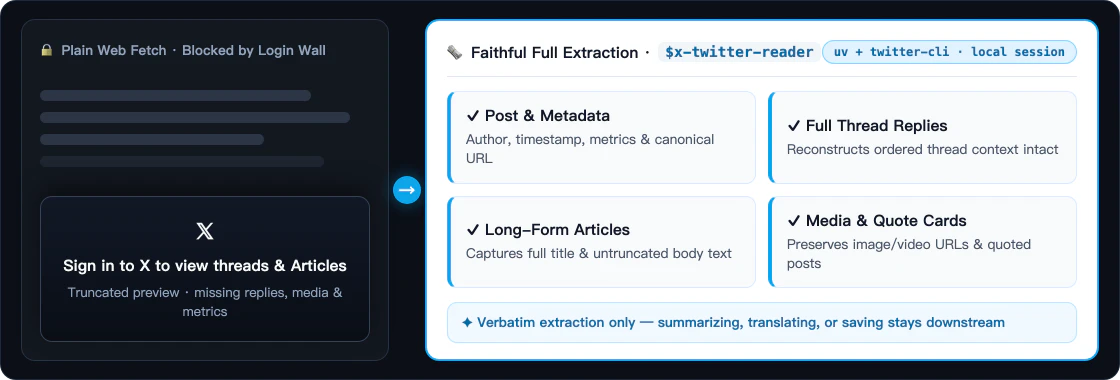 Plain Web Fetch · Blocked by Login Wall
𝕏
Sign in to X to view threads & Articles
Truncated preview · missing replies, media &
metrics
→
Faithful Full Extraction · $x-twitter-reader
uv + twitter-cli · local session
✓ Post & Metadata
Author, timestamp, metrics & canonical
URL
✓ Full Thread Replies
Reconstructs ordered thread context intact
✓ Long-Form Articles
Captures full title & untruncated body text
✓ Media & Quote Cards
Preserves image/video URLs & quoted
posts
✦ Verbatim extraction only — summarizing, translating, or saving stays downstream